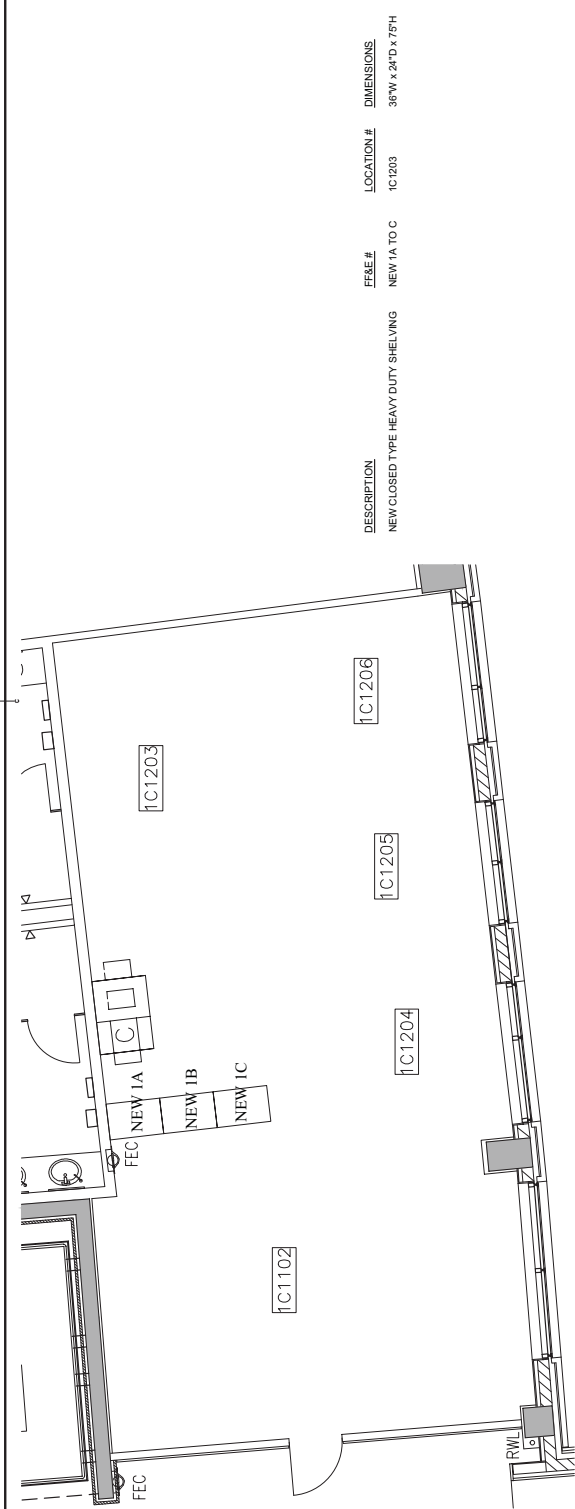 DESCRIPTION FF&E # LOCATION # DIMENSIONS
NEW CLOSED TYPE HEAVY DUTY SHELVING NEW 1A TO C 1C1203 36"W x 24"D x 75"H
1C1203
1C1206
1C1205
1C1204
1C1102
C
NEW 1A
NEW 1B
NEW 1C
FEC
FEC
RWL